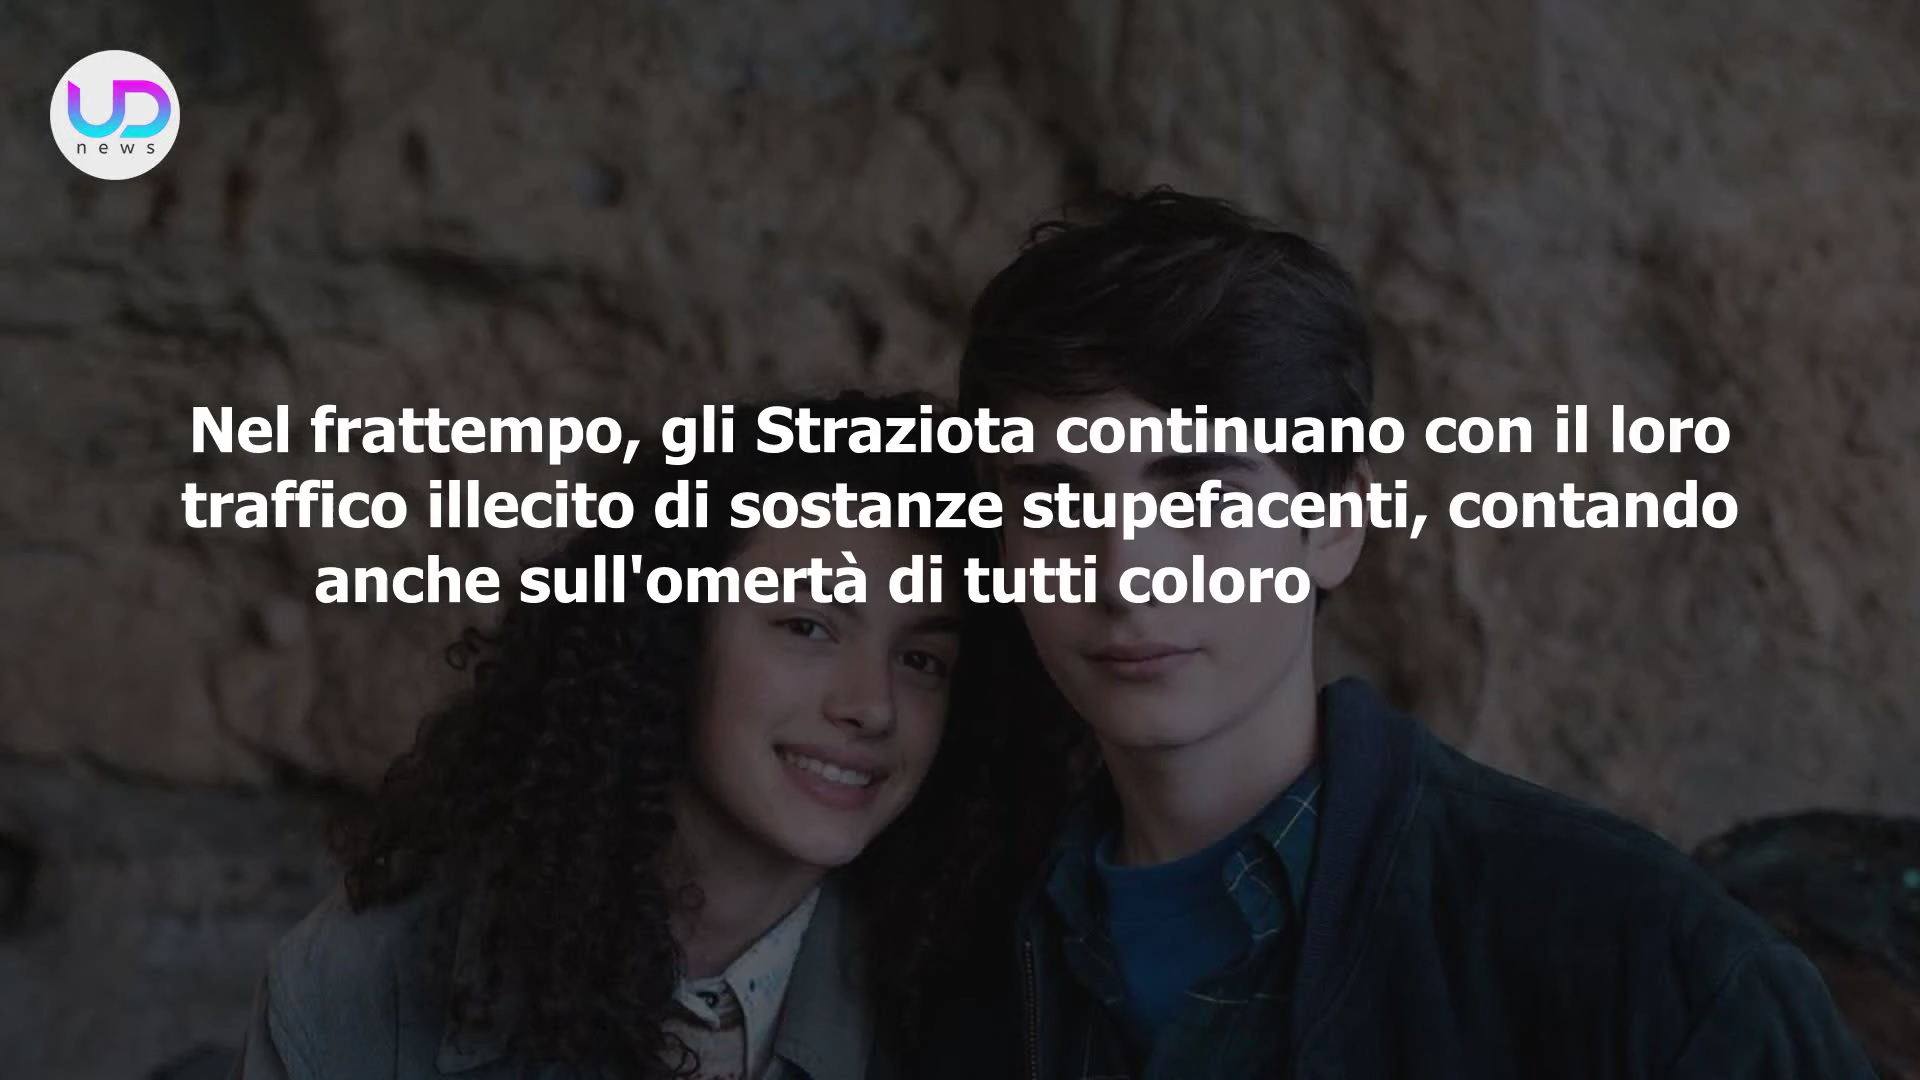 UD
news
Nel frattempo, gli Straziota continuano con il loro
traffico illecito di sostanze stupefacenti, contando
anche sull'omertà di tutti coloro